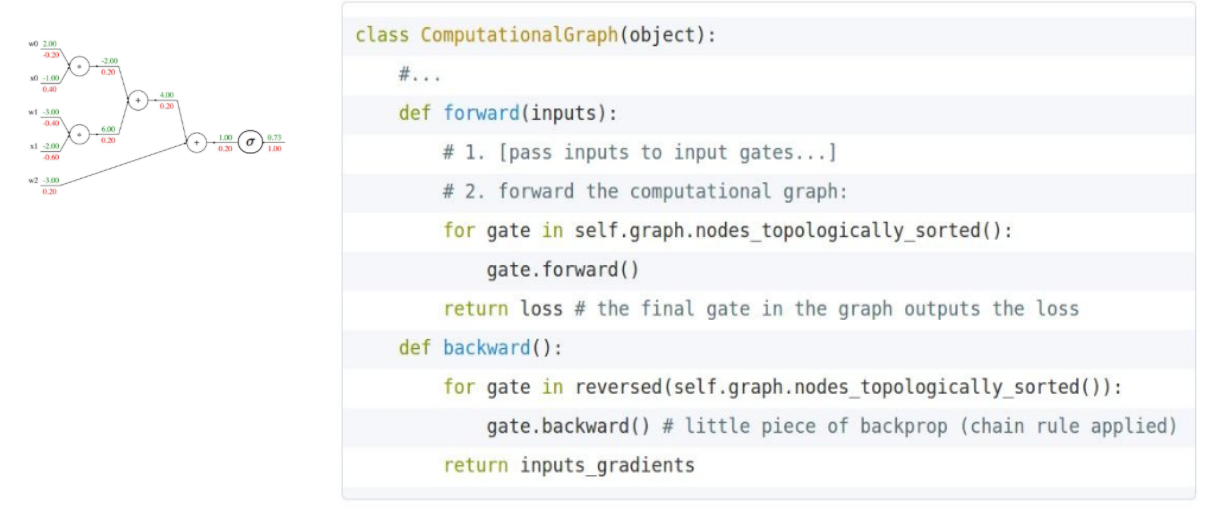 w0 2.00
-0.20
-2.00
0.20
x0 -1.00
0.40
4.00
0.20
w1 -3.00
-0.40
6.00
0.20
x1 -2.00
-0.60
+
+
1.00
0.20
σ
0.73
1.00
w2 -3.00
0.20
class ComputationalGraph(object):
#...
def forward(inputs):
# 1. [pass inputs to input gates...]
# 2. forward the computational graph:
for gate in self.graph.nodes_topologically_sorted():
gate.forward()
return loss # the final gate in the graph outputs the loss
def backward():
for gate in reversed(self.graph.nodes_topologically_sorted()):
gate.backward() # little piece of backprop (chain rule applied)
return inputs_gradients